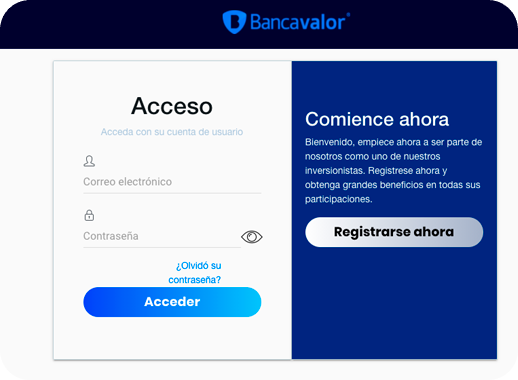 Bancavalor®
Acceso
Acceda con su cuenta de usuario
Correo electrónico
Contraseña
¿Olvidó su
contraseña?
Acceder
Comience ahora
Bienvenido, empiece ahora a ser parte de
nosotros como uno de nuestros
inversionistas. Registrese ahora y
obtenga grandes beneficios en todas sus
participaciones.
Registrarse ahora